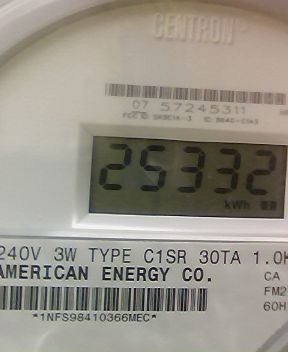 CENTRON®
07 57245311
25332
kWh
240V 3W TYPE C1SR 30TA 1.0K
AMERICAN ENERGY CO.
CA
FM2
60H
*1NFS98410366MEC*